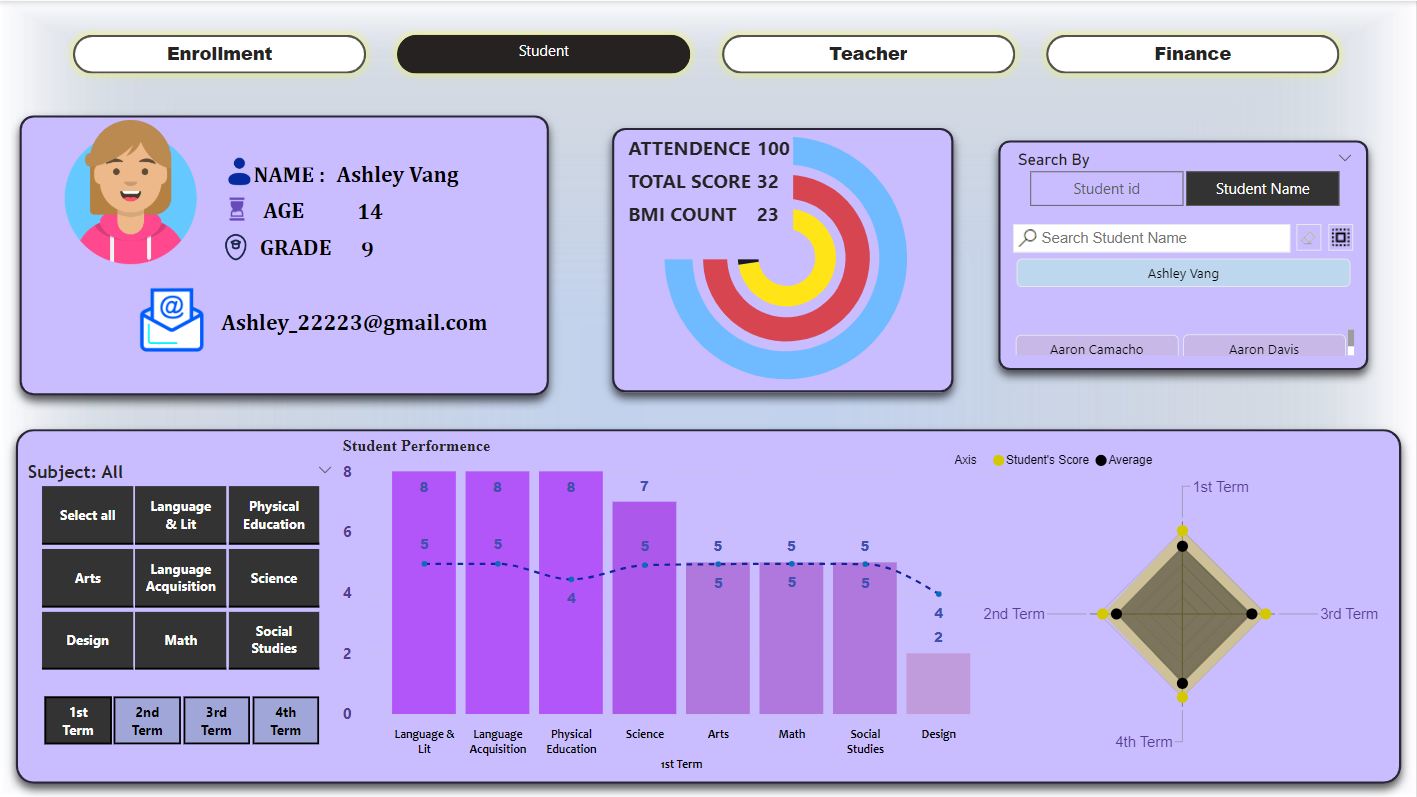 Enrollment
Student
Teacher
Finance
NAME : Ashley Vang
AGE 14
GRADE 9
@
Ashley_22223@gmail.com
ATTENDENCE 100
TOTAL SCORE 32
BMI COUNT 23
Search By
Student id
Student Name
Search Student Name
Ashley Vang
Aaron Camacho
Aaron Davis
Subject: All
Select all
Language
& Lit
Physical
Education
Arts
Language
Acquisition
Science
Design
Math
Social
Studies
1st
Term
2nd
Term
3rd
Term
4th
Term
Student Performence
8
6
4
2
0
8
8
8
7
5
5
4
5
5
5
5
5
5
5
4
2
Language &
Lit
Language
Acquisition
Physical
Education
Science
Arts
Math
Social
Studies
Design
1st Term
Axis
Student's Score
Average
1st Term
2nd Term
3rd Term
4th Term